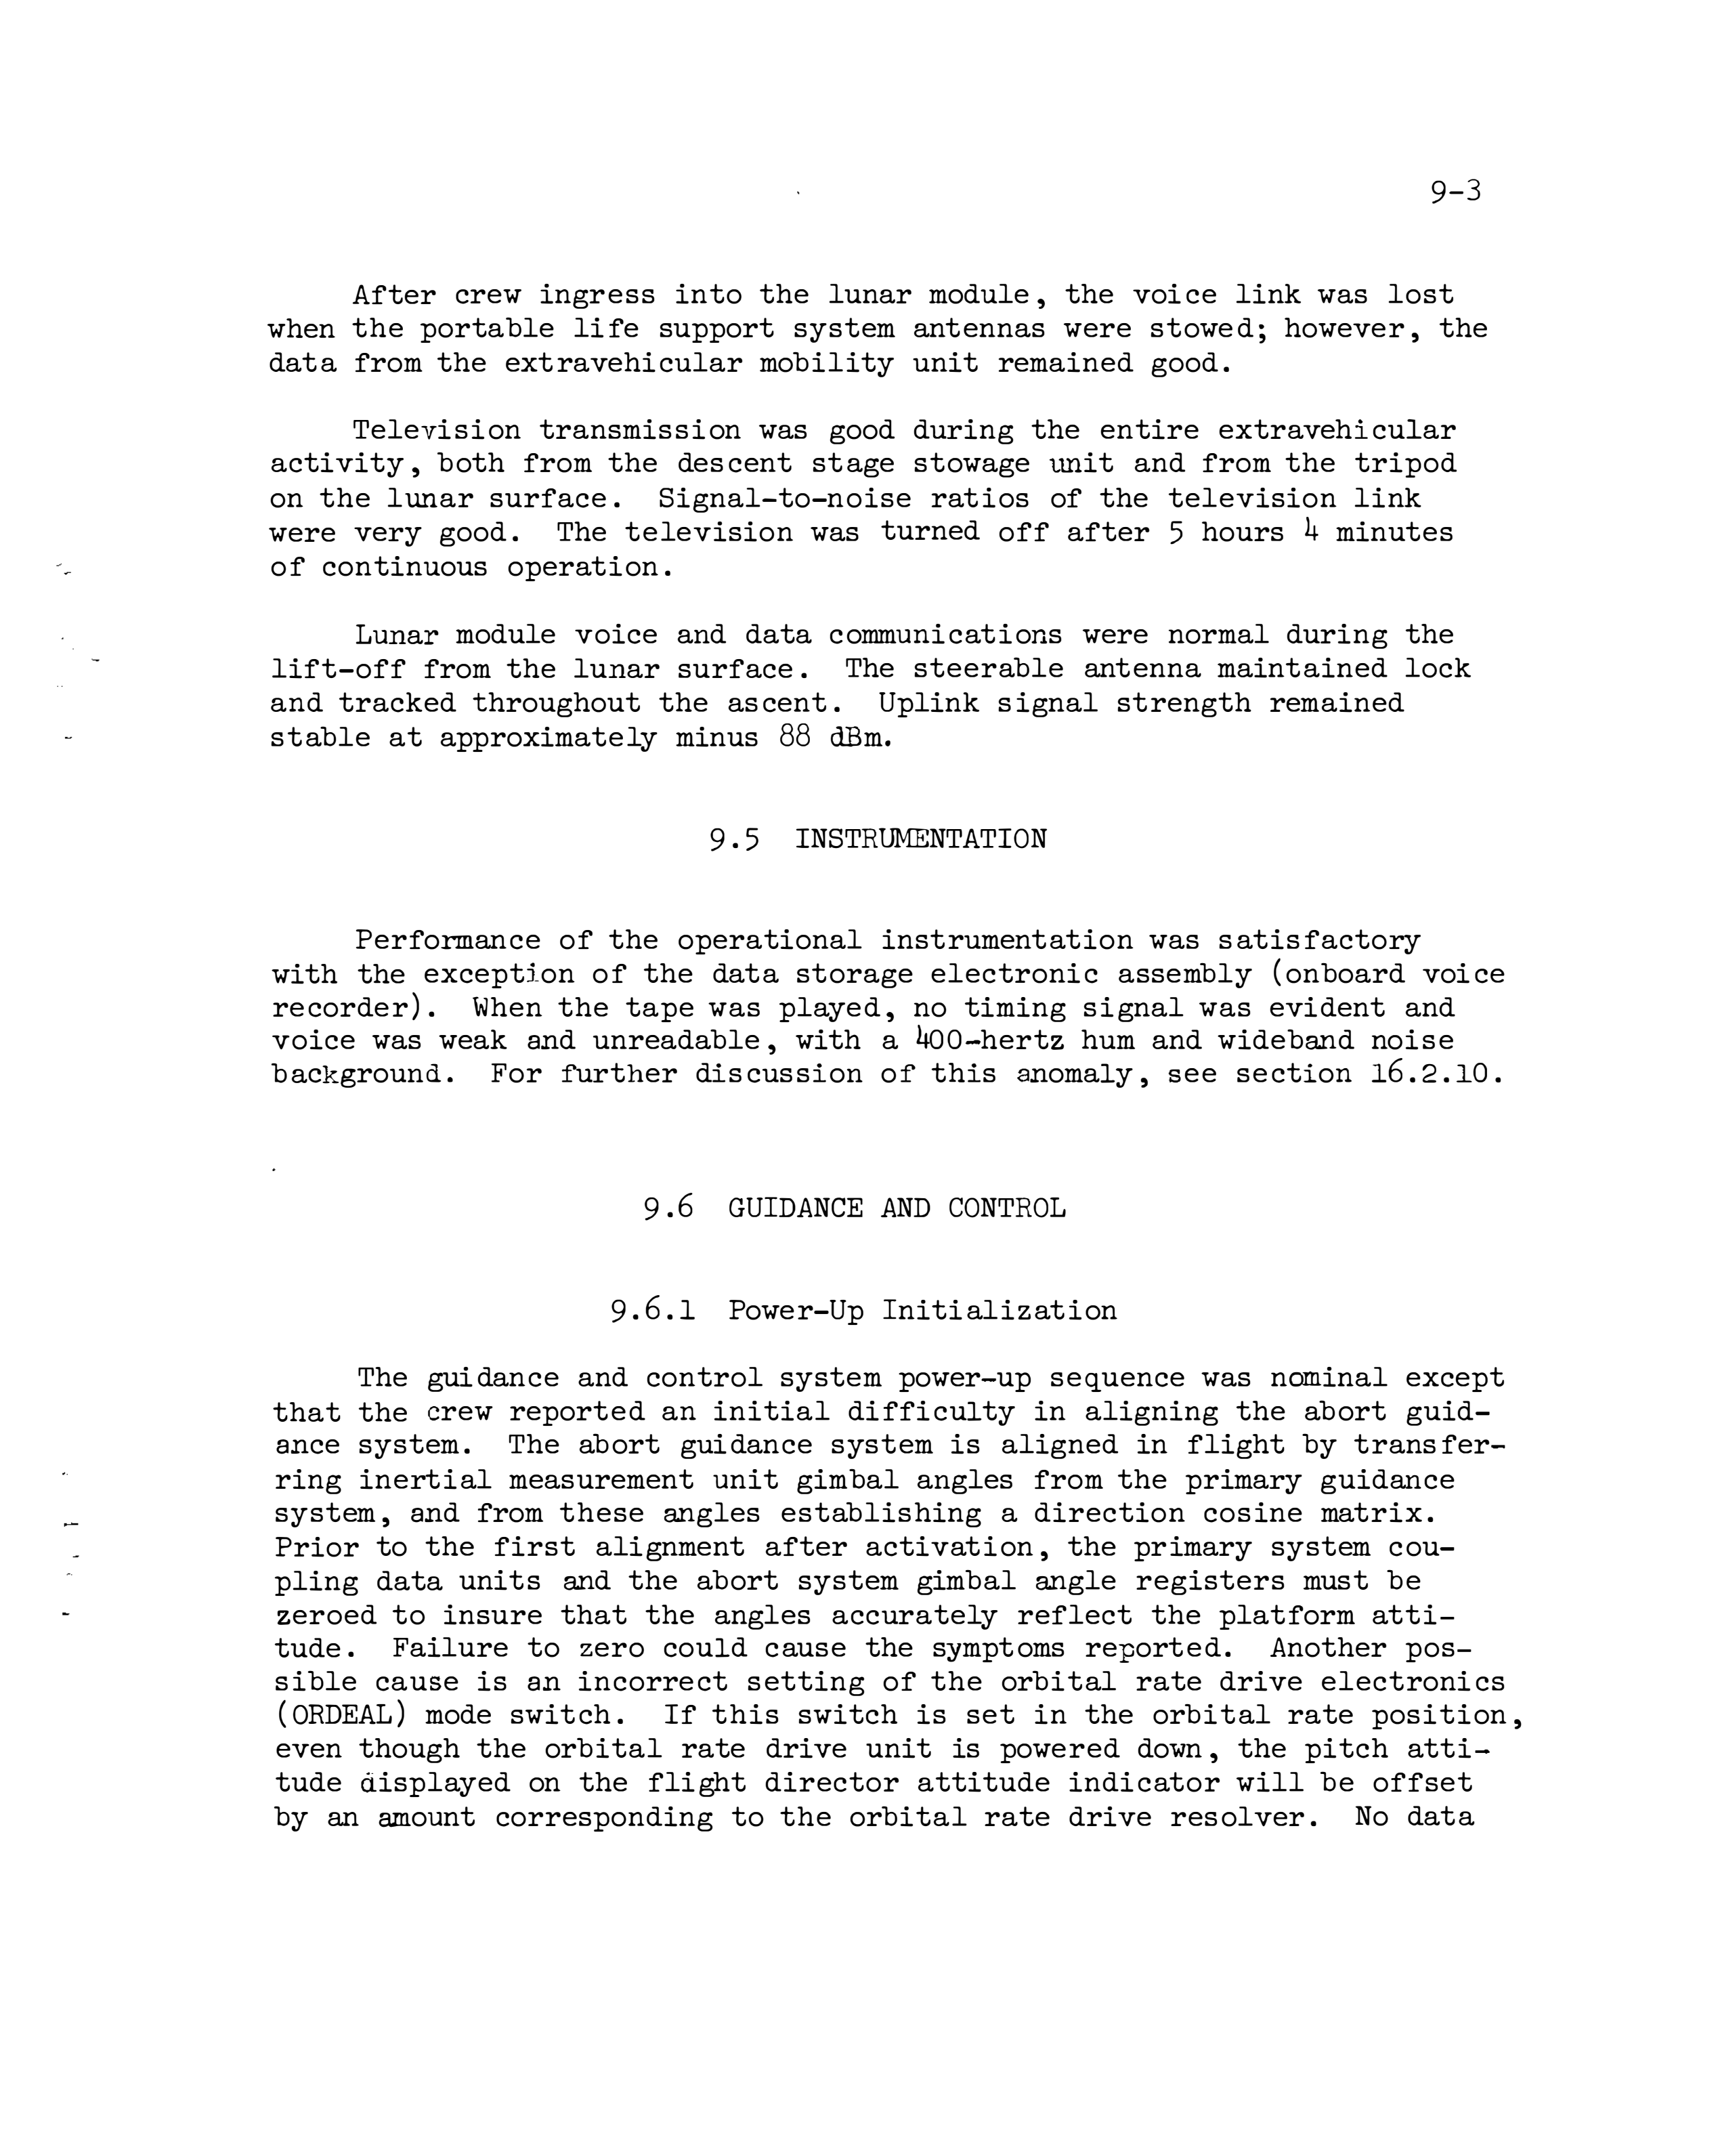 9-3
After crew ingress into the lunar module, the voice link was lost
when the portable life support system antennas were stowed; however, the
data from the extravehicular mobility unit remained good.
Television transmission was good during the entire extravehicular
activity, both from the descent stage stowage unit and from the tripod
on the lunar surface. Signal-to-noise ratios of the television link
were very good. The television was turned off after 5 hours 4 minutes
of continuous operation.
Lunar module voice and data communications were normal during the
lift-off from the lunar surface. The steerable antenna maintained lock
and tracked throughout the ascent. Uplink signal strength remained
stable at approximately minus 88 dBm.
9.5 INSTRUMENTATION
Performance of the operational instrumentation was satisfactory
with the exception of the data storage electronic assembly (onboard voice
recorder). When the tape was played, no timing signal was evident and
voice was weak and unreadable, with a 400-hertz hum and wideband noise
background. For further discussion of this anomaly, see section 16.2.10.
9.6 GUIDANCE AND CONTROL
9.6.1 Power-Up Initialization
The guidance and control system power-up sequence was nominal except
that the crew reported an initial difficulty in aligning the abort guid-
ance system. The abort guidance system is aligned in flight by transfer-
ring inertial measurement unit gimbal angles from the primary guidance
system, and from these angles establishing a direction cosine matrix.
Prior to the first alignment after activation, the primary system cou-
pling data units and the abort system gimbal angle registers must be
zeroed to insure that the angles accurately reflect the platform atti-
tude. Failure to zero could cause the symptoms reported. Another pos-
sible cause is an incorrect setting of the orbital rate drive electronics
(ORDEAL) mode switch. If this switch is set in the orbital rate position,
even though the orbital rate drive unit is powered down, the pitch atti-
tude displayed on the flight director attitude indicator will be offset
by an amount corresponding to the orbital rate drive resolver. No data